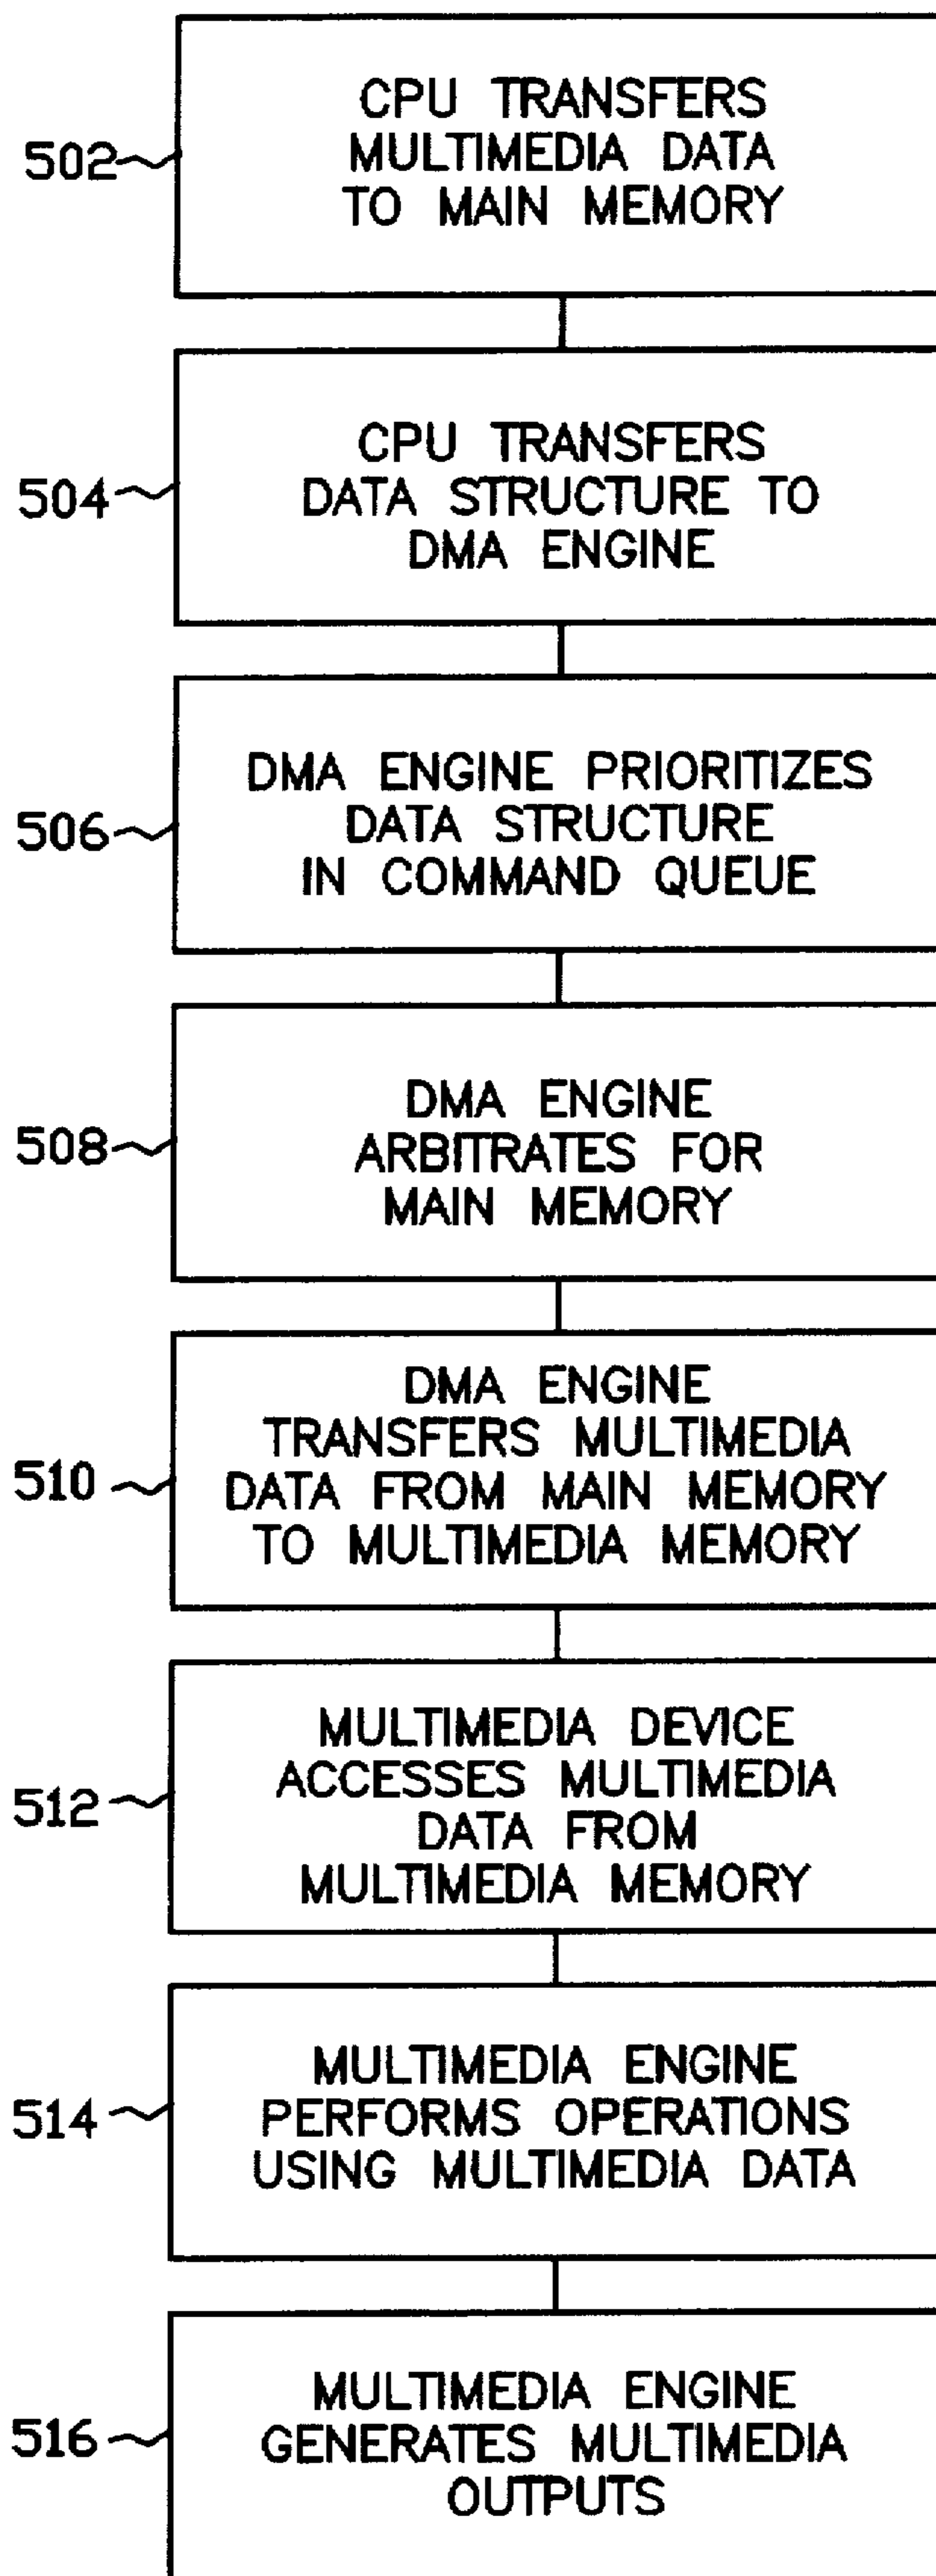 502
CPU TRANSFERS
MULTIMEDIA DATA
TO MAIN MEMORY
504
CPU TRANSFERS
DATA STRUCTURE TO
DMA ENGINE
506
DMA ENGINE PRIORITIZES
DATA STRUCTURE
IN COMMAND QUEUE
508
DMA ENGINE
ARBITRATES FOR
MAIN MEMORY
510
DMA ENGINE
TRANSFERS MULTIMEDIA
DATA FROM MAIN MEMORY
TO MULTIMEDIA MEMORY
512
MULTIMEDIA DEVICE
ACCESSES MULTIMEDIA
DATA FROM
MULTIMEDIA MEMORY
514
MULTIMEDIA ENGINE
PERFORMS OPERATIONS
USING MULTIMEDIA DATA
516
MULTIMEDIA ENGINE
GENERATES MULTIMEDIA
OUTPUTS